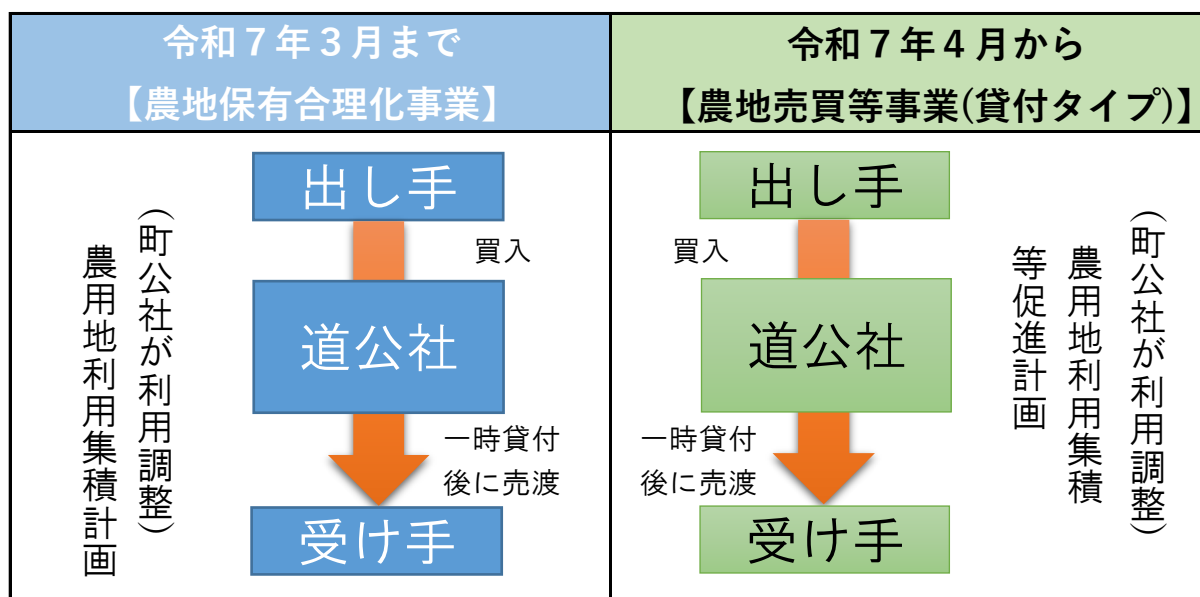 令和７年３月まで
【農地保有合理化事業】
出し手
買入
道公社
一時貸付
後に売渡
受け手
(町公社が利用調整)
農用地利用集積計画
令和７年４月から
【農地売買等事業(貸付タイプ)】
出し手
買入
道公社
一時貸付
後に売渡
受け手
(町公社が利用調整)
農用地利用集積
等促進計画